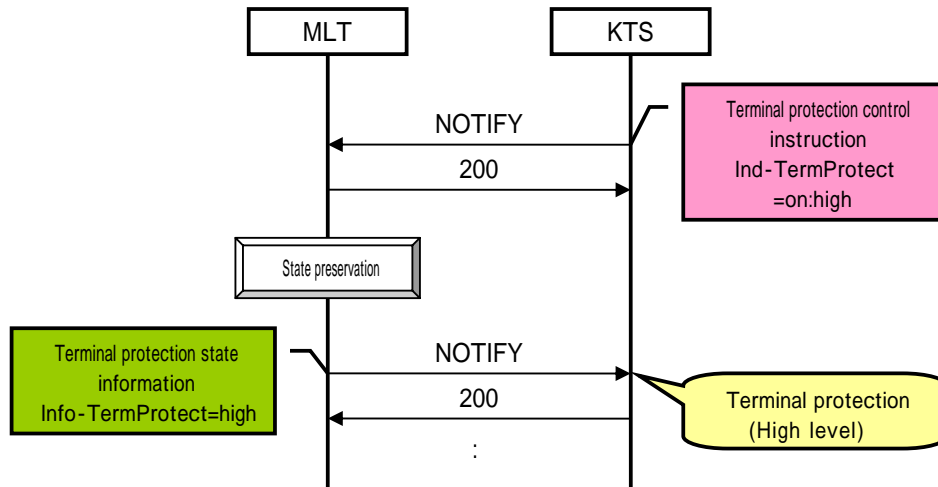 MLT
KTS
NOTIFY
Terminal protection control
instruction
Ind-TermProtect
=on:high
200
State preservation
Terminal protection state
information
Info-TermProtect=high
NOTIFY
200
Terminal protection
(High level)
: